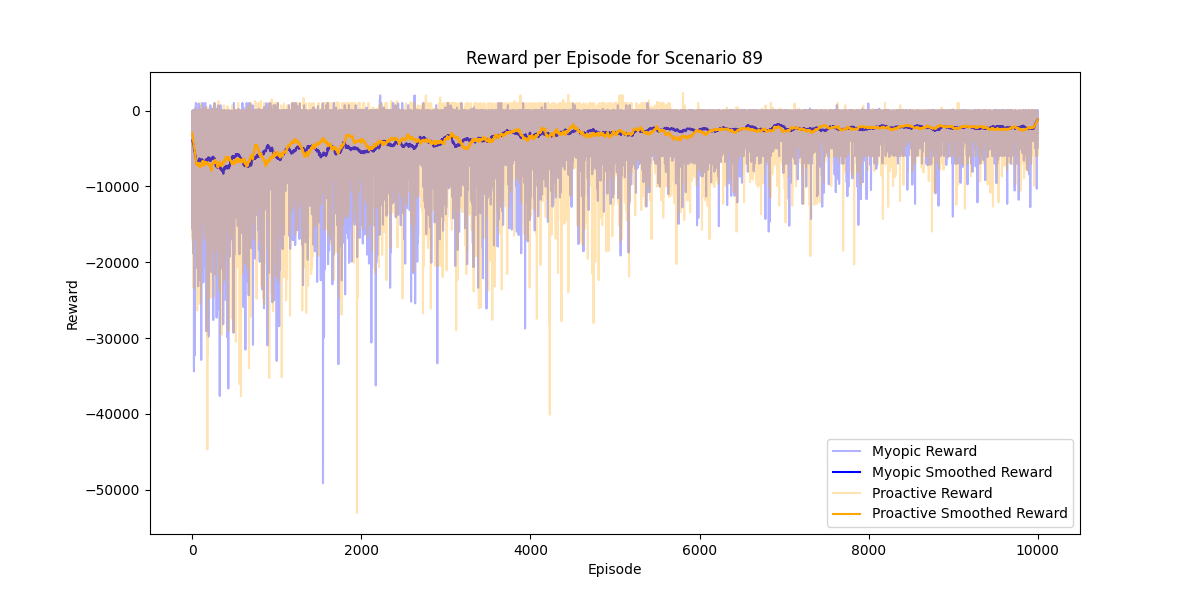 Reward per Episode for Scenario 89
0
−10000
−20000
−30000
−40000
−50000
Reward
0
2000
4000
6000
8000
10000
Episode
Myopic Reward
Myopic Smoothed Reward
Proactive Reward
Proactive Smoothed Reward